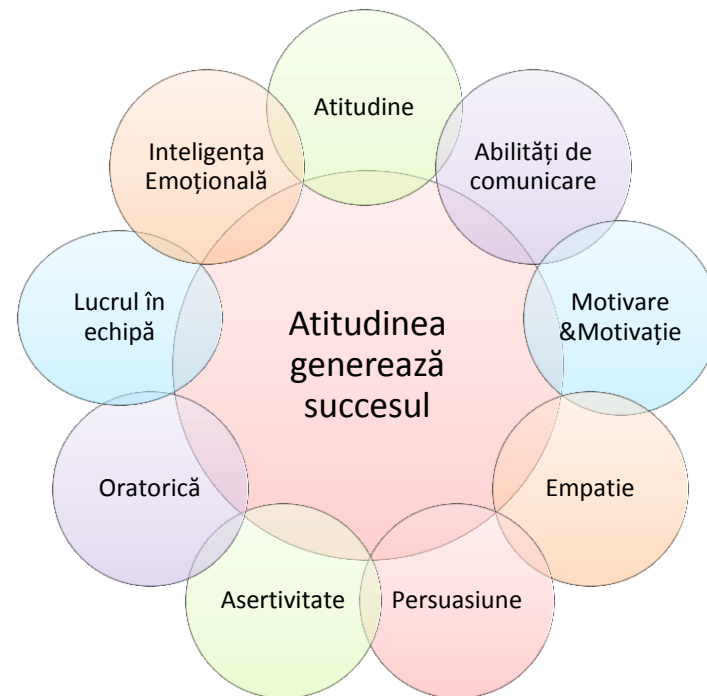 Atitudine
Abilități de
comunicare
Motivare
&Motivație
Empatie
Persuasiune
Asertivitate
Oratorică
Lucrul în
echipă
Inteligența
Emoțională
Atitudinea
generează
succesul